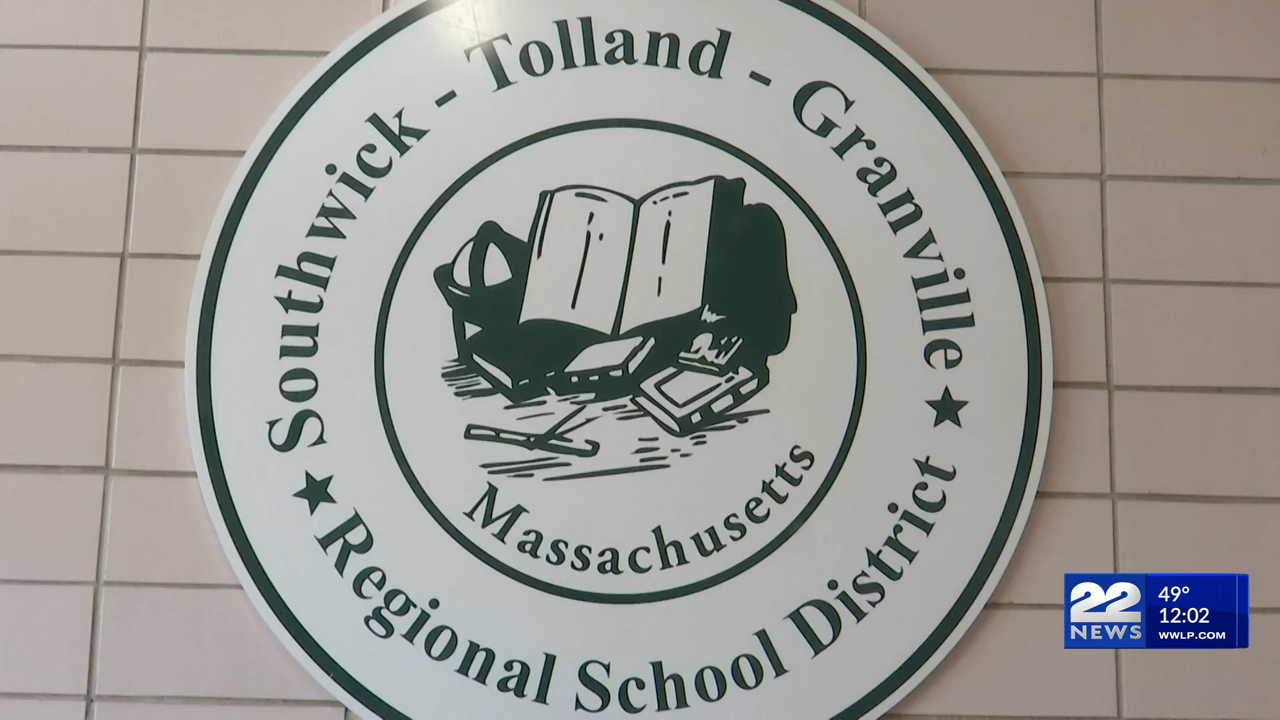 Southwick - Tolland - Granville
★ Regional School District ★
Massachusetts
22
NEWS
49°
12:02
WWLP.COM